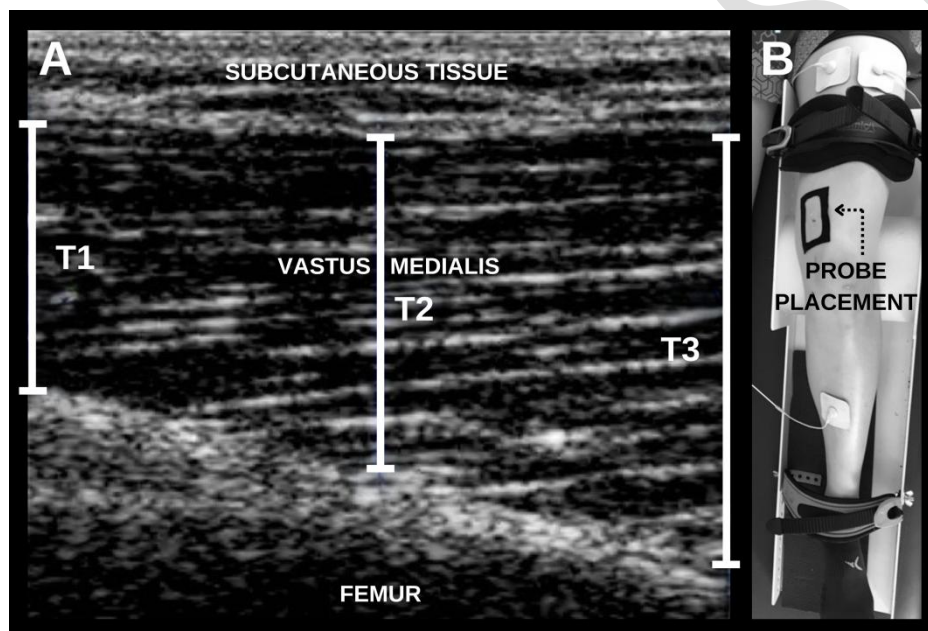 A
SUBCUTANEOUS TISSUE
T1
VASTUS MEDIALIS
T2
T3
FEMUR
B
PROBE
PLACEMENT